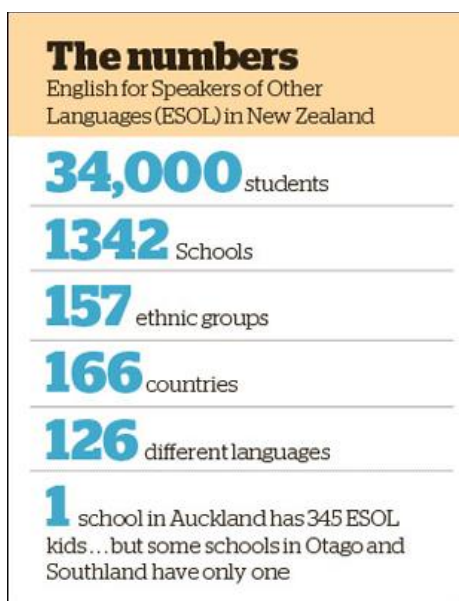 The numbers
English for Speakers of Other
Languages (ESOL) in New Zealand
34,000 students
1342 Schools
157 ethnic groups
166 countries
126 different languages
1 school in Auckland has 345 ESOL
kids...but some schools in Otago and
Southland have only one